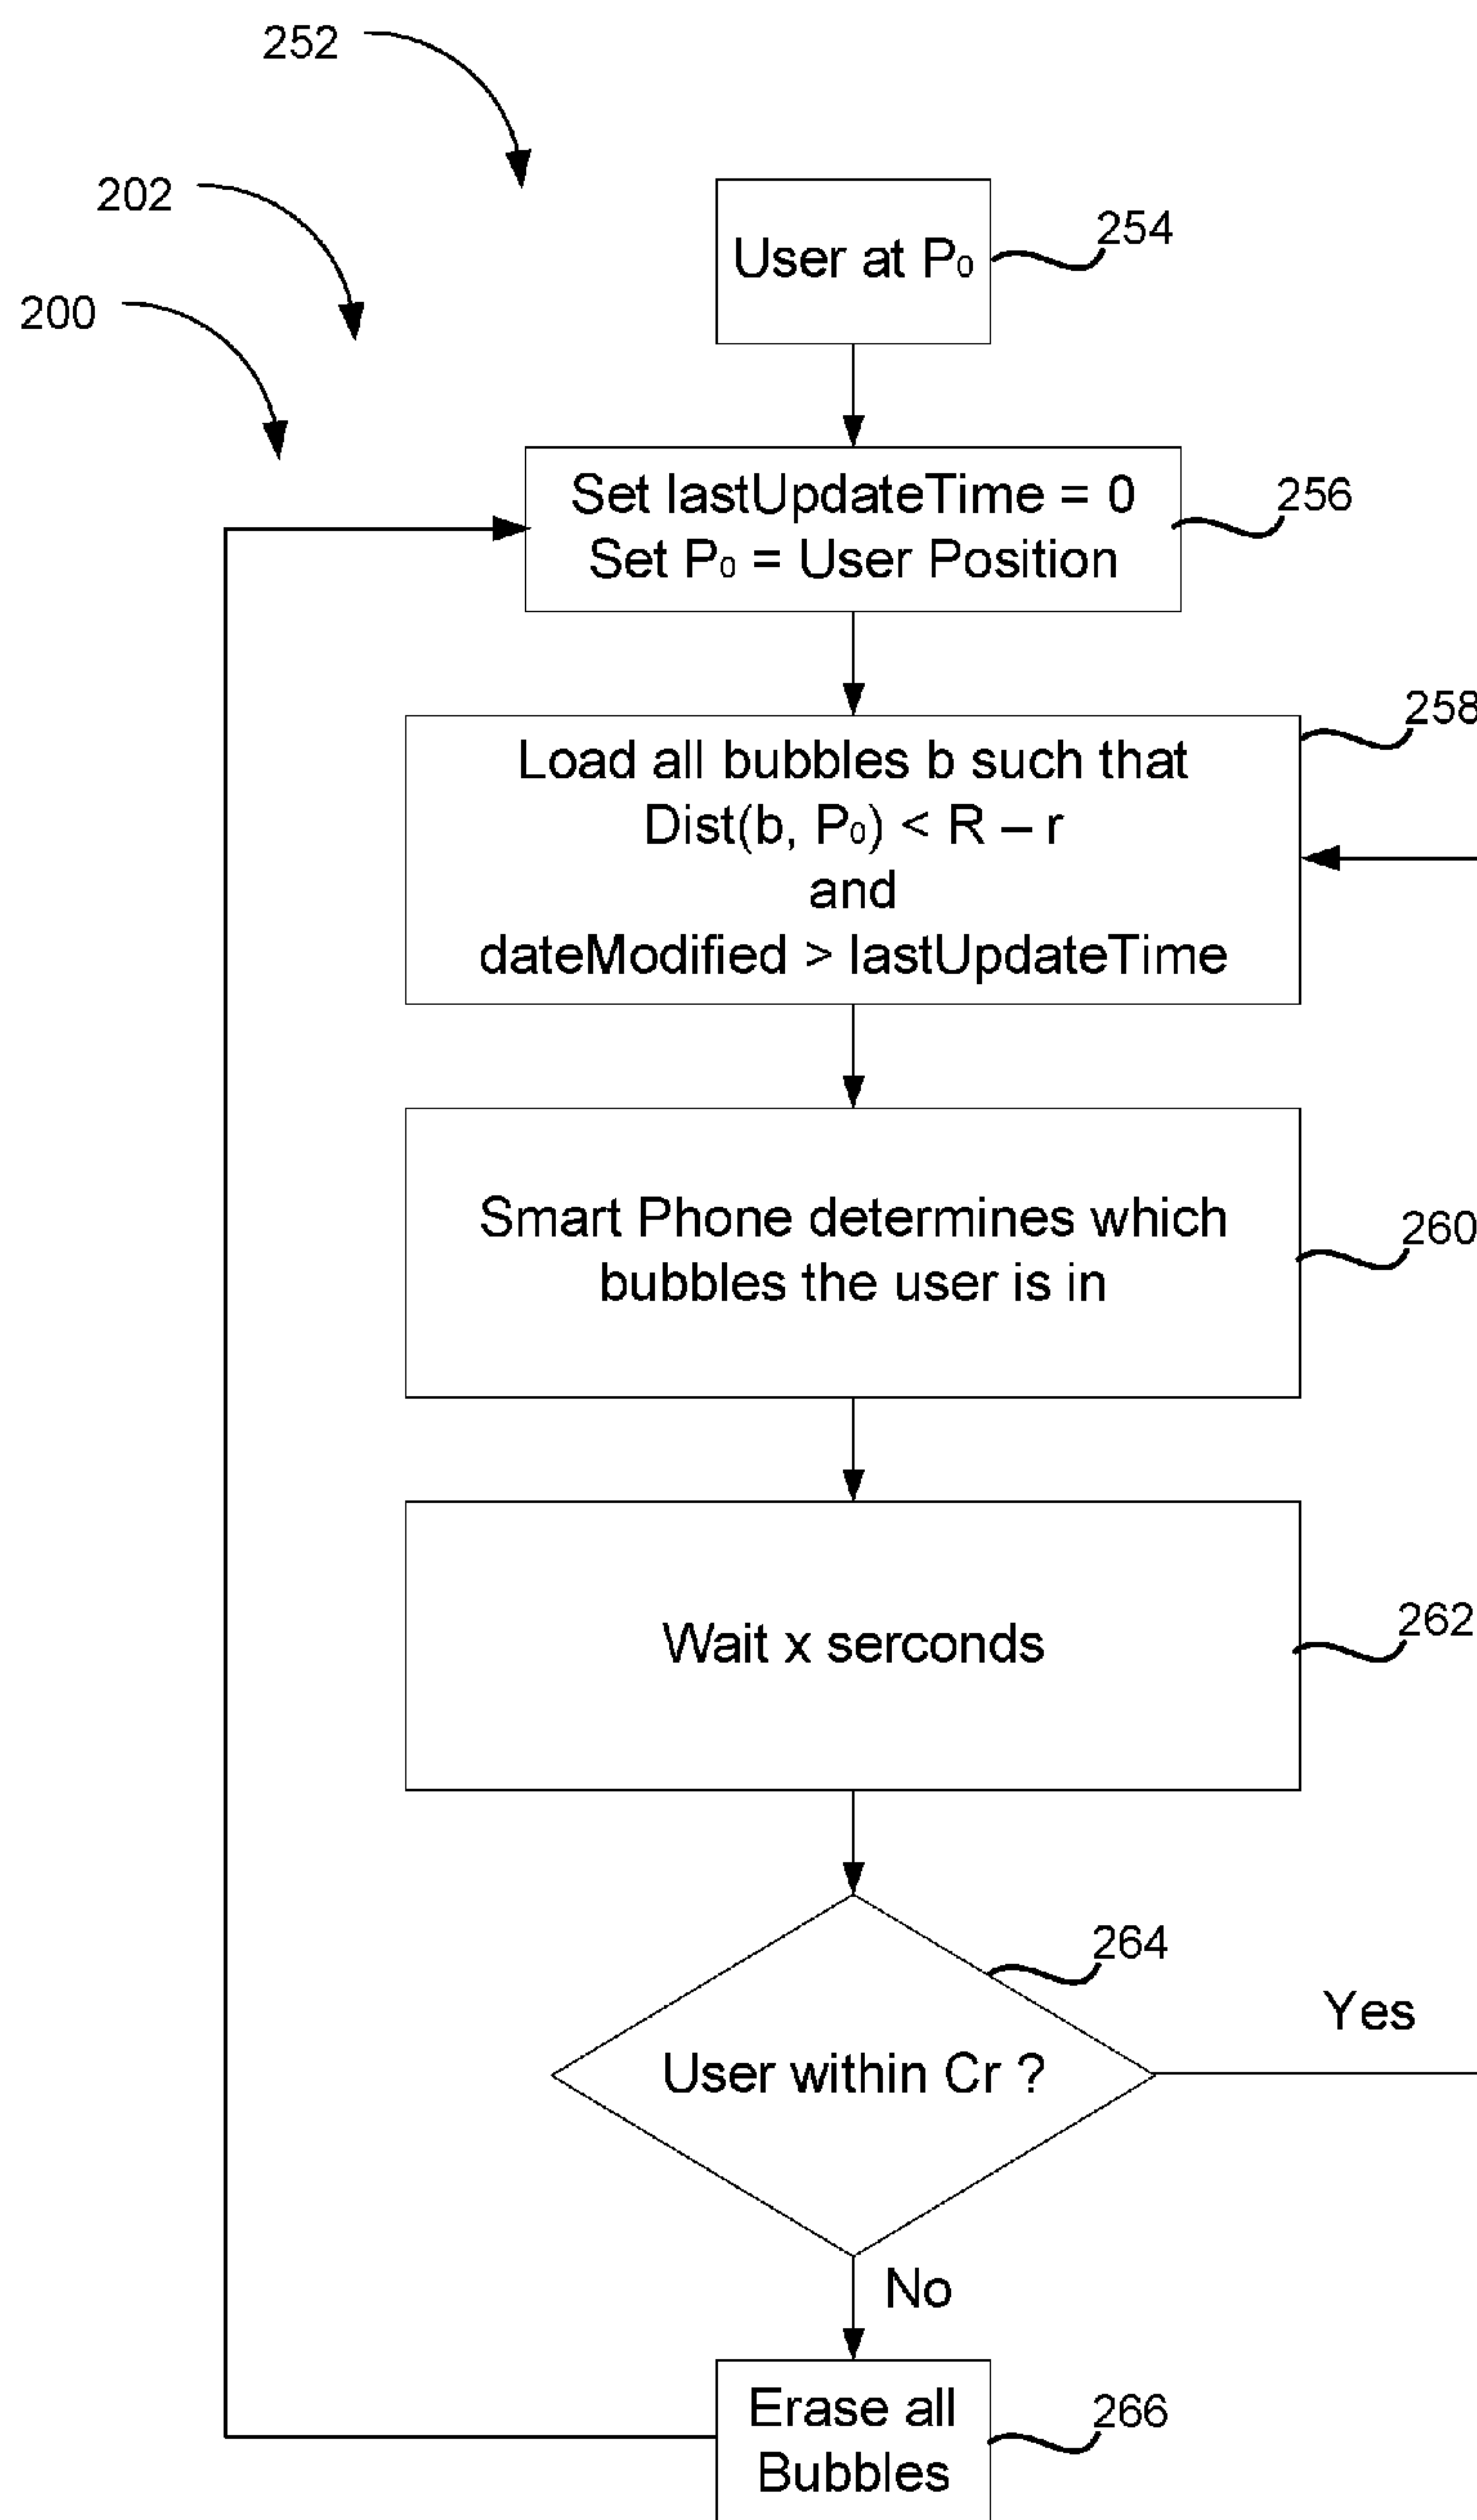 252
202
200
User at P0
254
Set lastUpdateTime = 0
Set P0 = User Position
256
Load all bubbles b such that
Dist(b, P0) < R – r
and
dateModified > lastUpdateTime
258
Smart Phone determines which
bubbles the user is in
260
Wait x serconds
262
User within Cr ?
264
Yes
No
Erase all
Bubbles
266